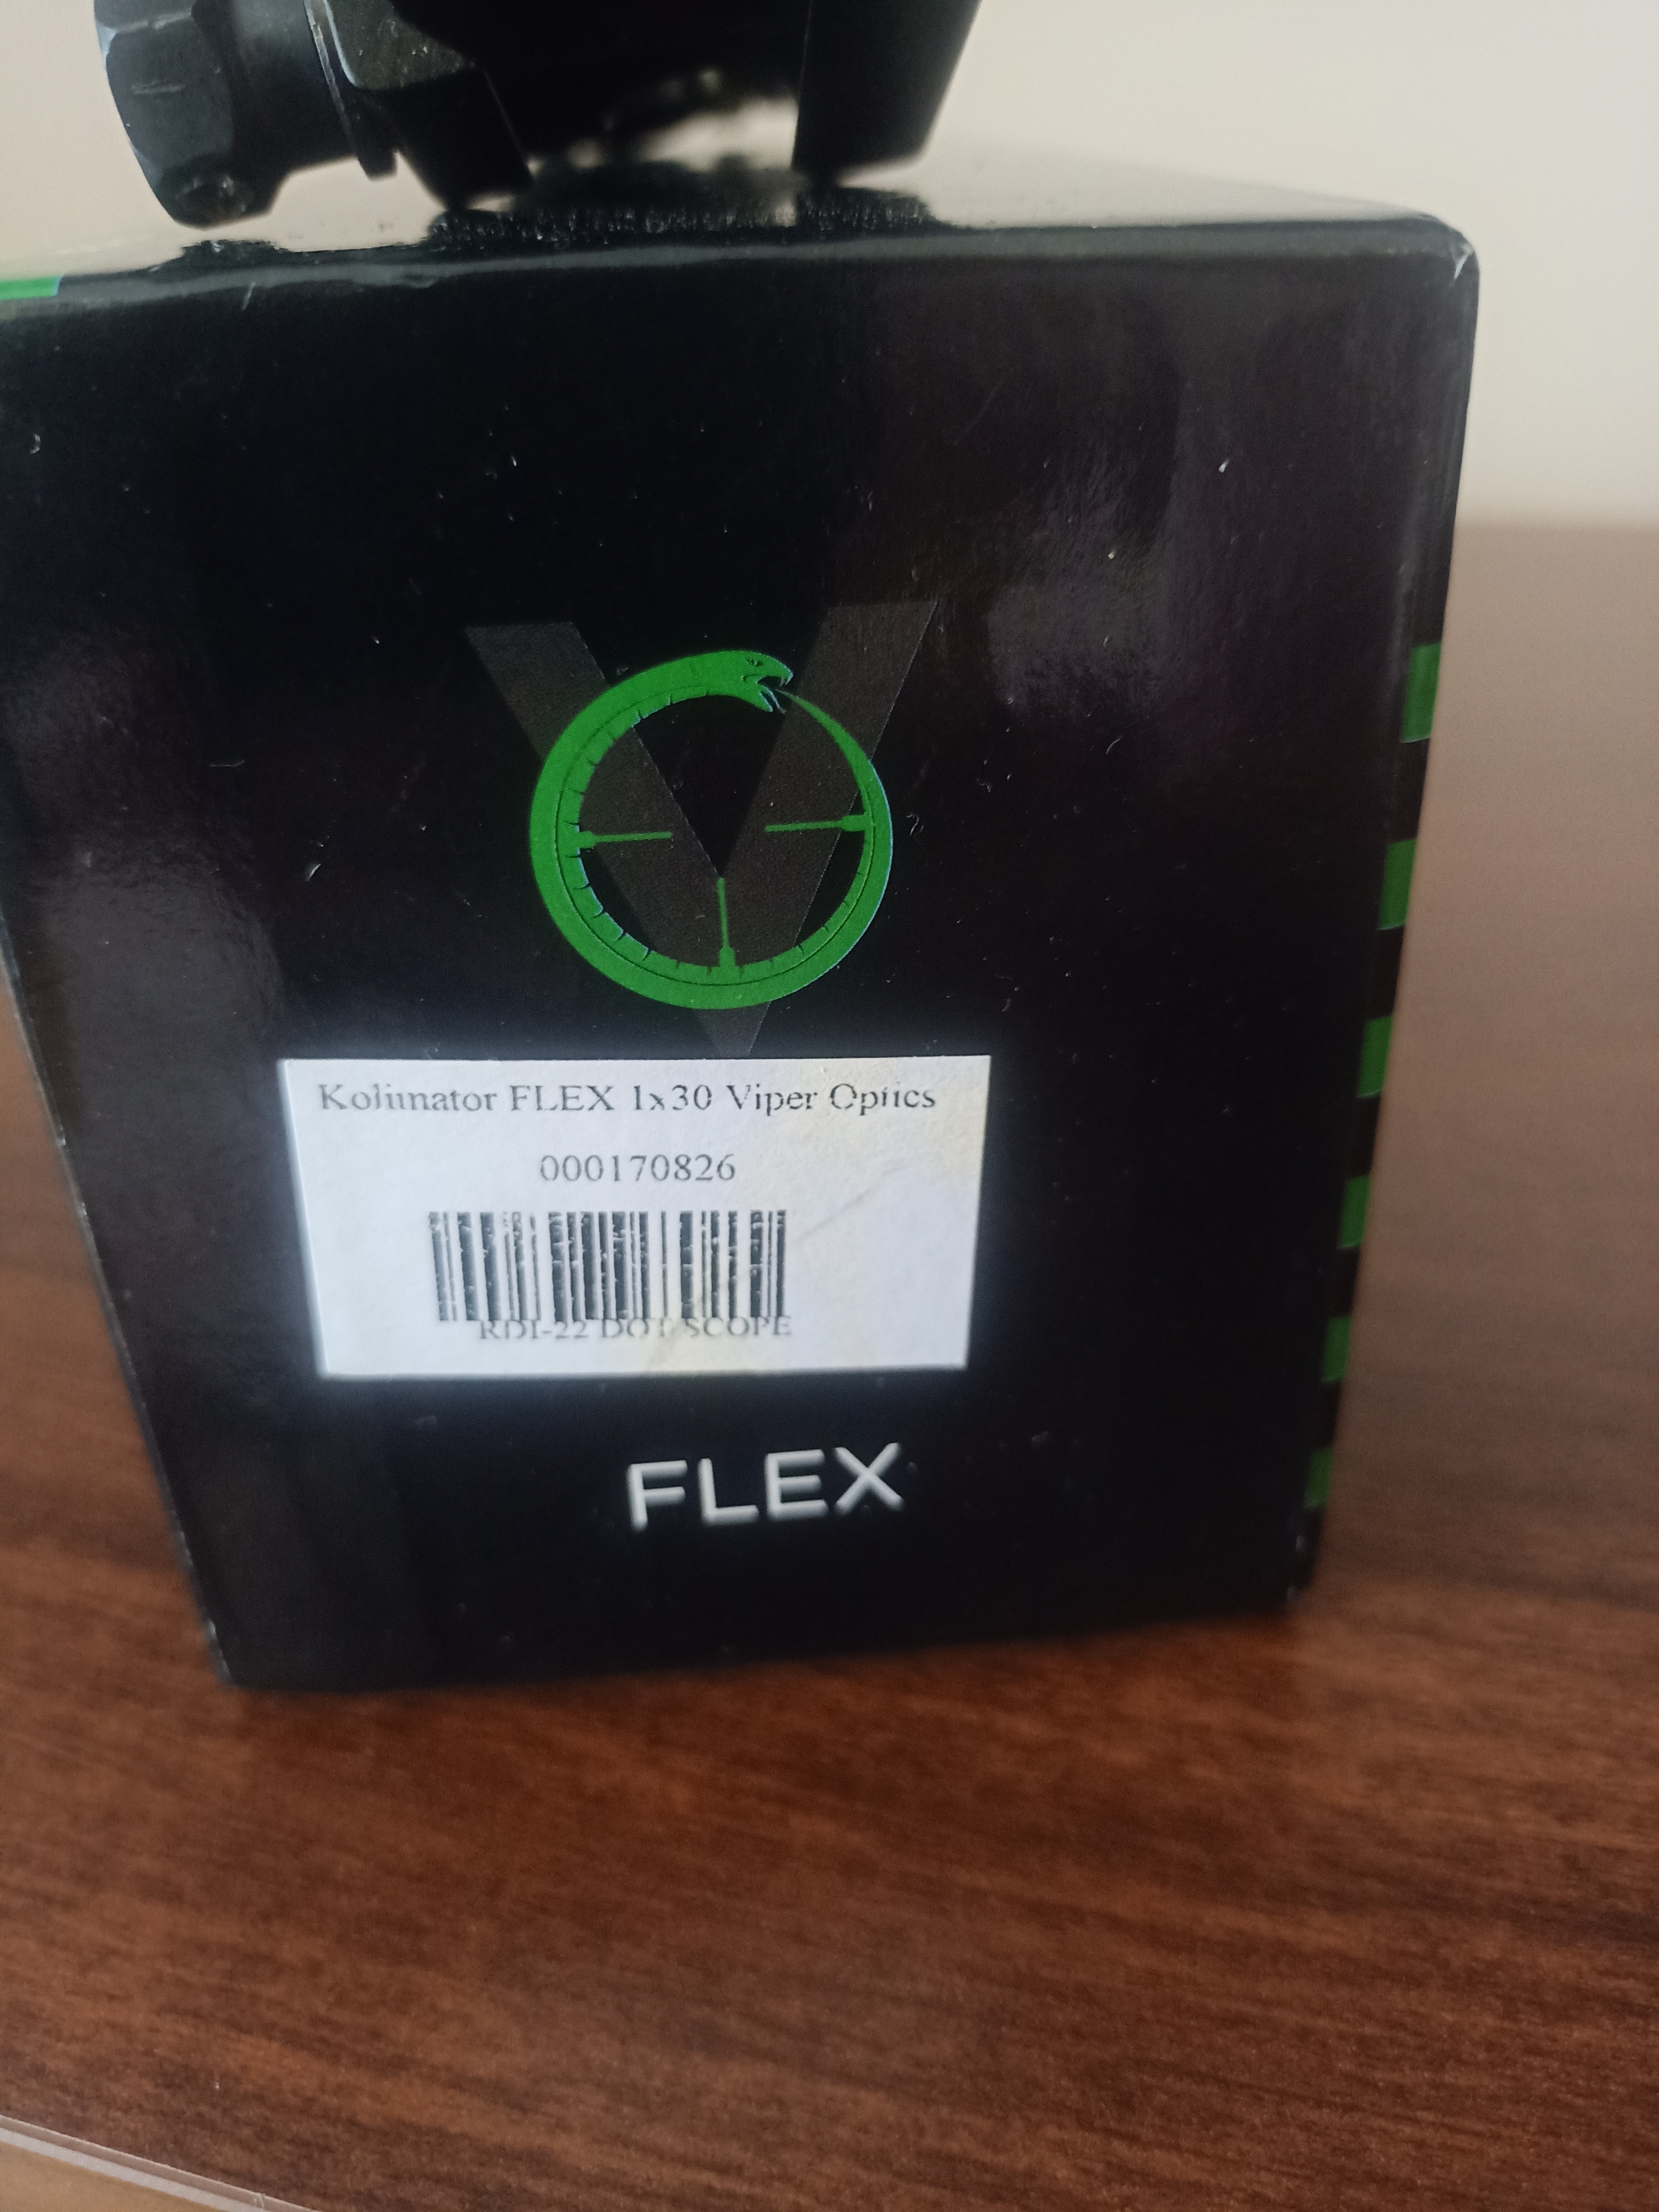 Kolimator FLEX 1x30 Viper Optics
000170826
RDI-22 DOT SCOPE
FLEX